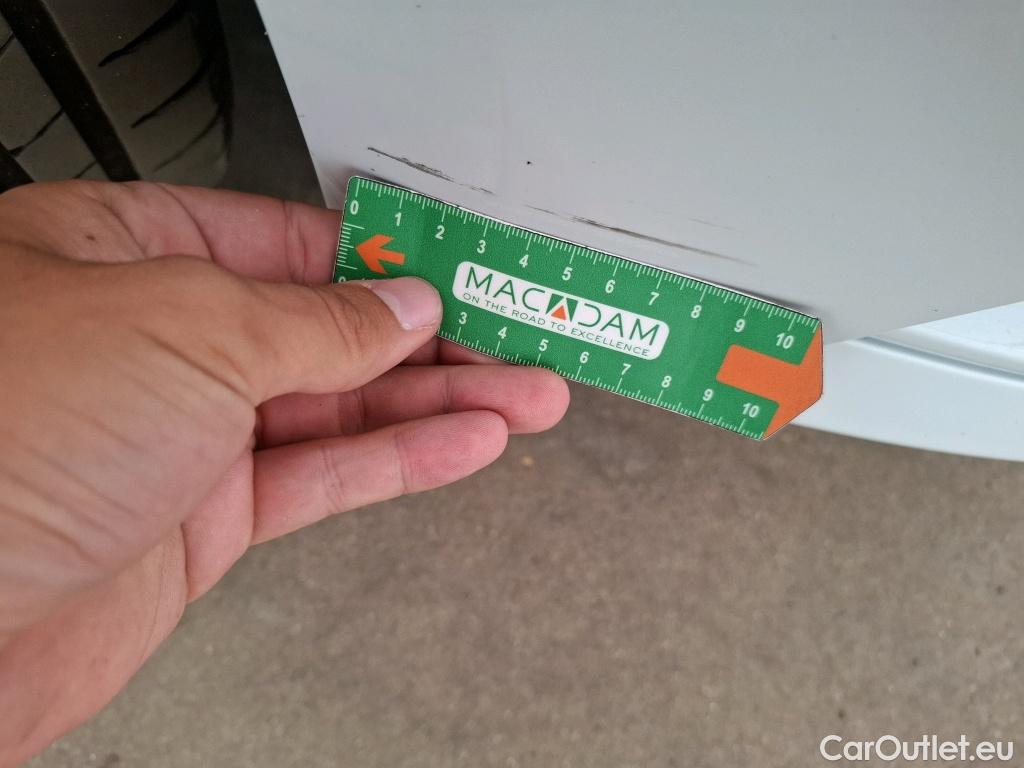 0 1 2 3 4 5 6 7 8 9 10
MACADAM
ON THE ROAD TO EXCELLENCE
3 4 5 6 7 8 9 10
CarOutlet.eu